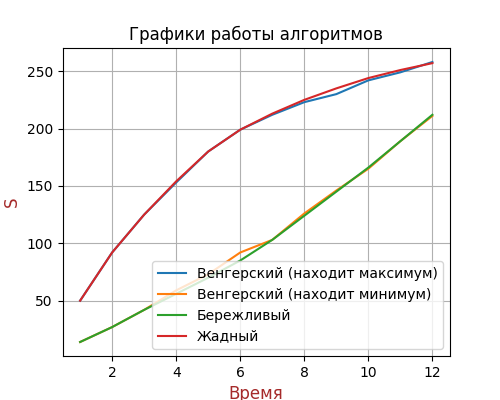 Графики работы алгоритмов
250
200
150
100
50
S
Венгерский (находит максимум)
Венгерский (находит минимум)
Бережливый
Жадный
2 4 6 8 10 12
Время